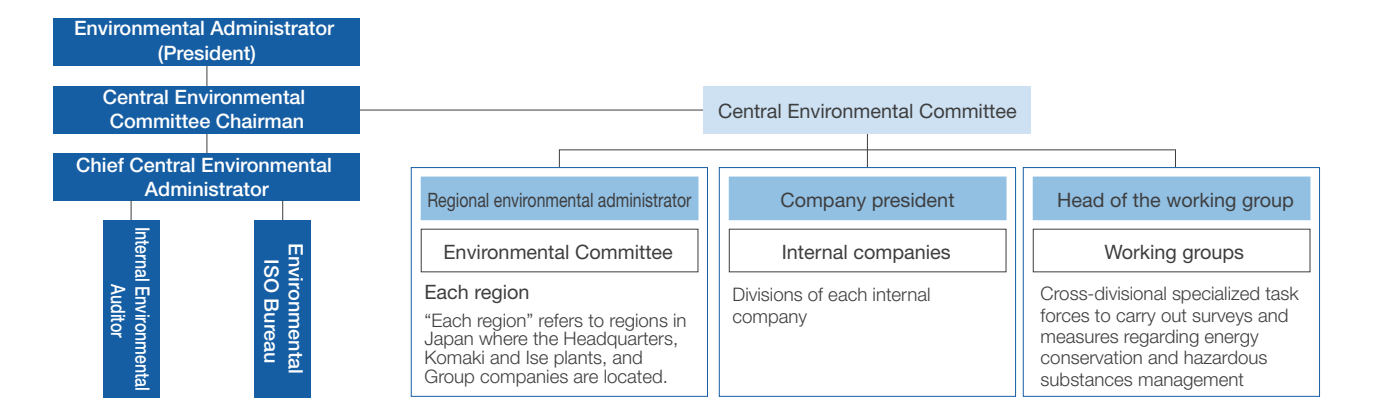 Environmental Administrator
(President)
Central Environmental
Committee Chairman
Central Environmental Committee
Chief Central Environmental
Administrator
Internal Environmental
Auditor
Environmental
ISO Bureau
Regional environmental administrator
Environmental Committee
Each region
“Each region” refers to regions in
Japan where the Headquarters,
Komaki and Ise plants, and
Group companies are located.
Company president
Internal companies
Divisions of each internal
company
Head of the working group
Working groups
Cross-divisional specialized task
forces to carry out surveys and
measures regarding energy
conservation and hazardous
substances management